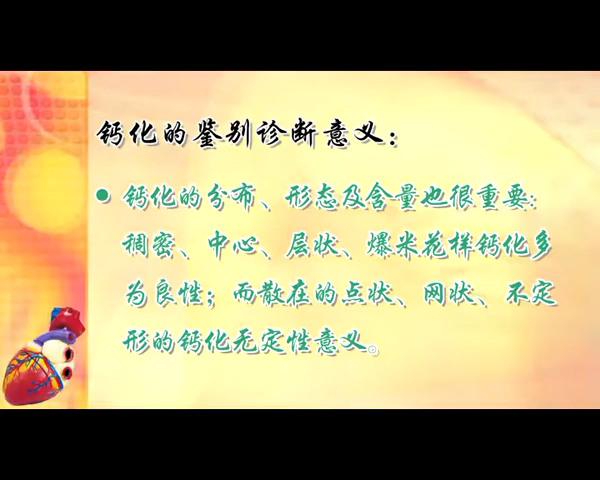 钙化的鉴别诊断意义：
• 钙化的分布、形态及含量也很重要：
稠密、中心、层状、爆米花样钙化多
为良性；而散在的点状、网状、不定
形的钙化无定性意义。